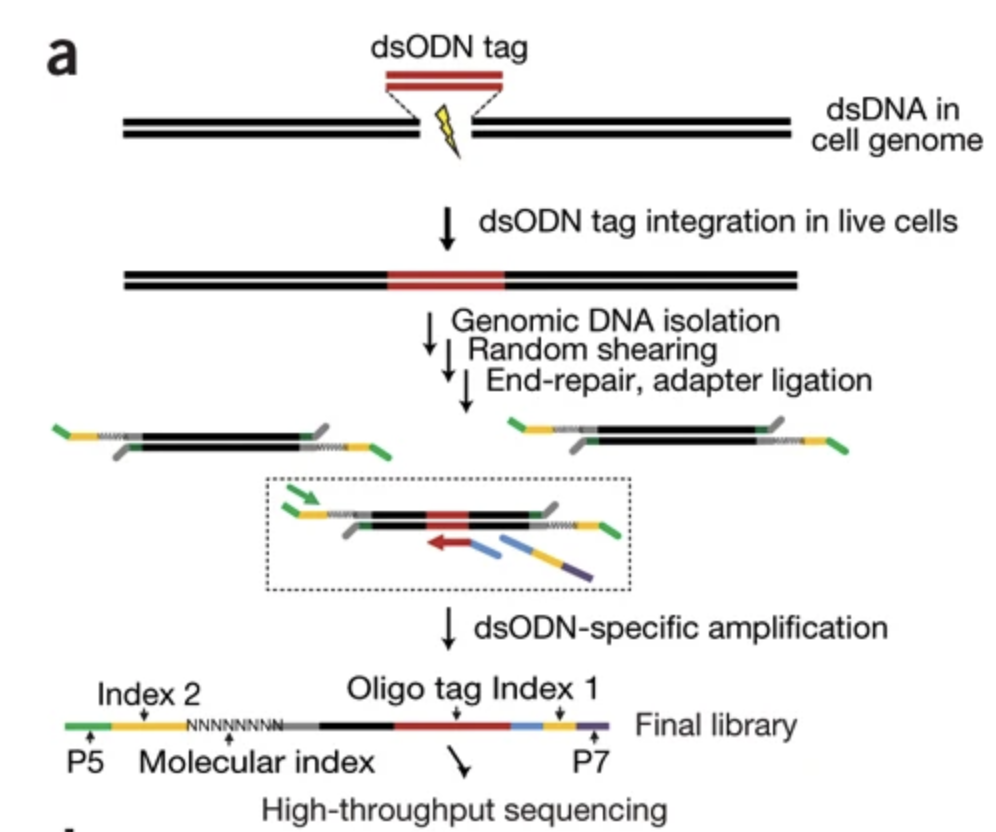 a
dsODN tag
dsDNA in
cell genome
dsODN tag integration in live cells
Genomic DNA isolation
Random shearing
End-repair, adapter ligation
dsODN-specific amplification
Index 2
Oligo tag Index 1
NNNNNNNN
Final library
P5
Molecular index
P7
High-throughput sequencing